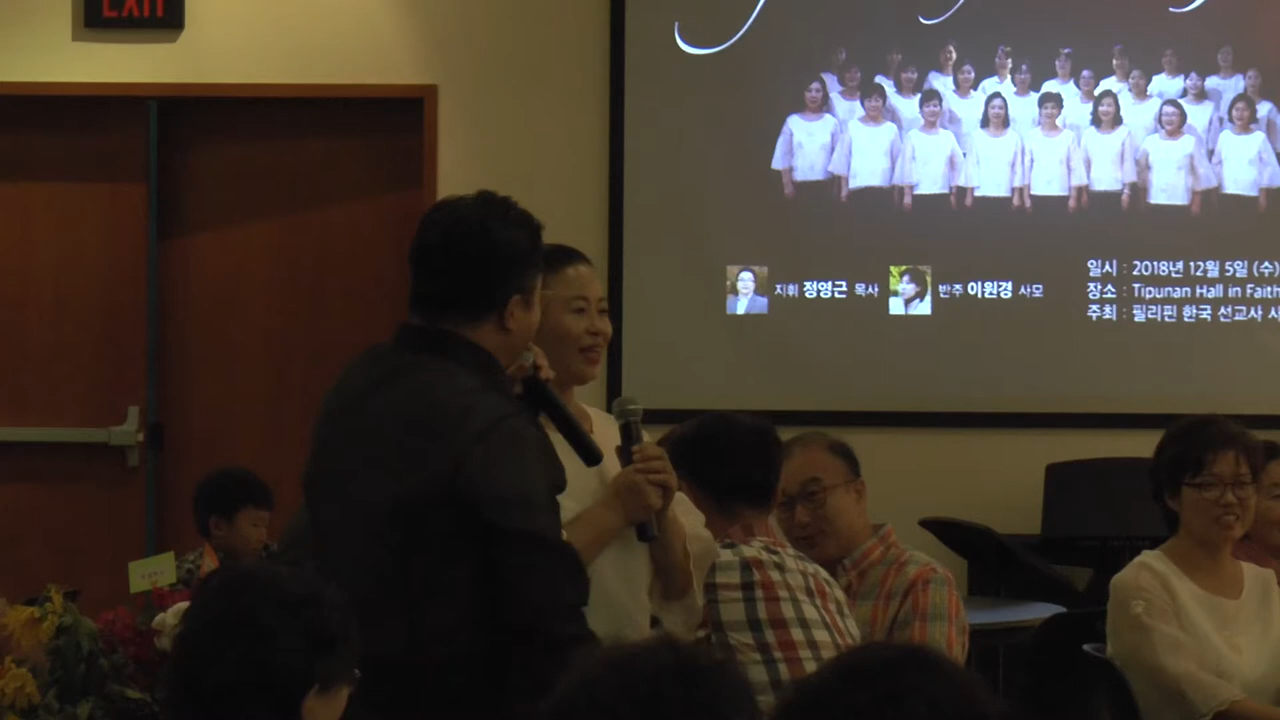 EXIT
지휘 정영근 목사
반주 이원경 사모
일시 : 2018년 12월 5일 (수)
장소 : Tipunan Hall in Faith
주최 : 필리핀 한국 선교사